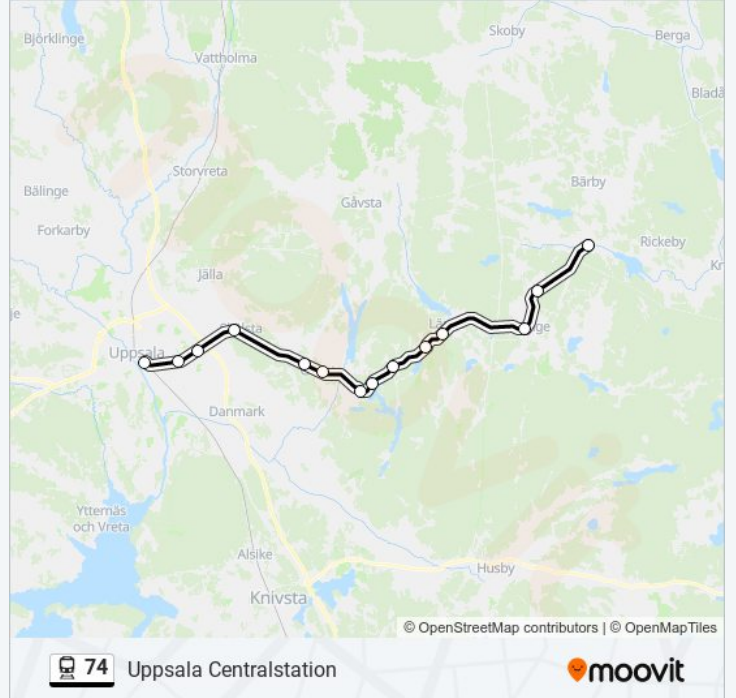 Björklinge
Skoby
Berga
Vattholma
Bladå
Storvreta
Bärby
Bälinge
Gåvsta
Forkarby
Rickeby
Jälla
je
Uppsala
Danmark
Ytternäs
och Vreta
Alsike
Husby
Knivsta
© OpenStreetMap contributors | © OpenMapTiles
74 Uppsala Centralstation
moovit